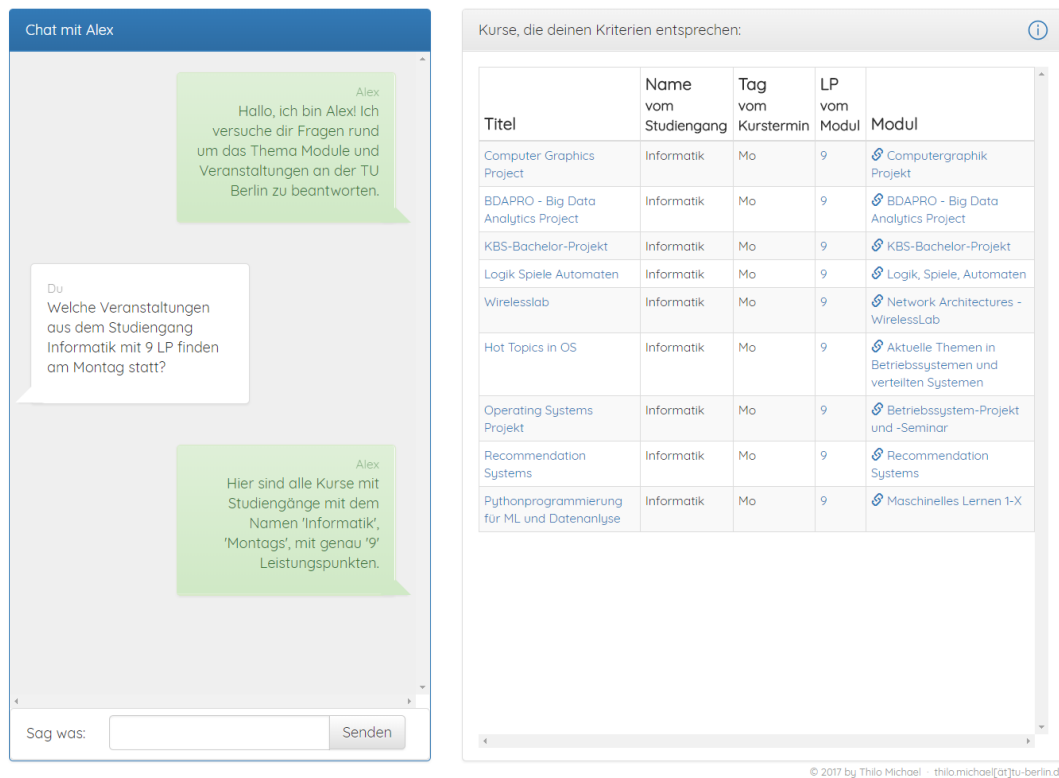 Chat mit Alex
Alex
Hallo, ich bin Alex! Ich
versuche dir Fragen rund
um das Thema Module und
Veranstaltungen an der TU
Berlin zu beantworten.
Du
Welche Veranstaltungen
aus dem Studiengang
Informatik mit 9 LP finden
am Montag statt?
Alex
Hier sind alle Kurse mit
Studiengänge mit dem
Namen 'Informatik',
'Montags', mit genau '9'
Leistungspunkten.
Sag was:
Senden
Kurse, die deinen Kriterien entsprechen:
Titel
Name
vom
Studiengang
Tag
vom
Kurstermin
LP
vom
Modul
Modul
Computer Graphics
Project
Informatik
Mo
9
Computergraphik
Projekt
BDAPRO - Big Data
Analytics Project
Informatik
Mo
9
BDAPRO - Big Data
Analytics Project
KBS-Bachelor-Projekt
Informatik
Mo
9
KBS-Bachelor-Projekt
Logik Spiele Automaten
Informatik
Mo
9
Logik, Spiele, Automaten
Wirelesslab
Informatik
Mo
9
Network Architectures -
WirelessLab
Hot Topics in OS
Informatik
Mo
9
Aktuelle Themen in
Betriebssystemen und
verteilten Systemen
Operating Systems
Projekt
Informatik
Mo
9
Betriebssystem-Projekt
und -Seminar
Recommendation
Systems
Informatik
Mo
9
Recommendation
Systems
Pythonprogrammierung
für ML und Datenanlyse
Informatik
Mo
9
Maschinelles Lernen 1-X
© 2017 by Thilo Michael · thilo.michael[ät]tu-berlin.d